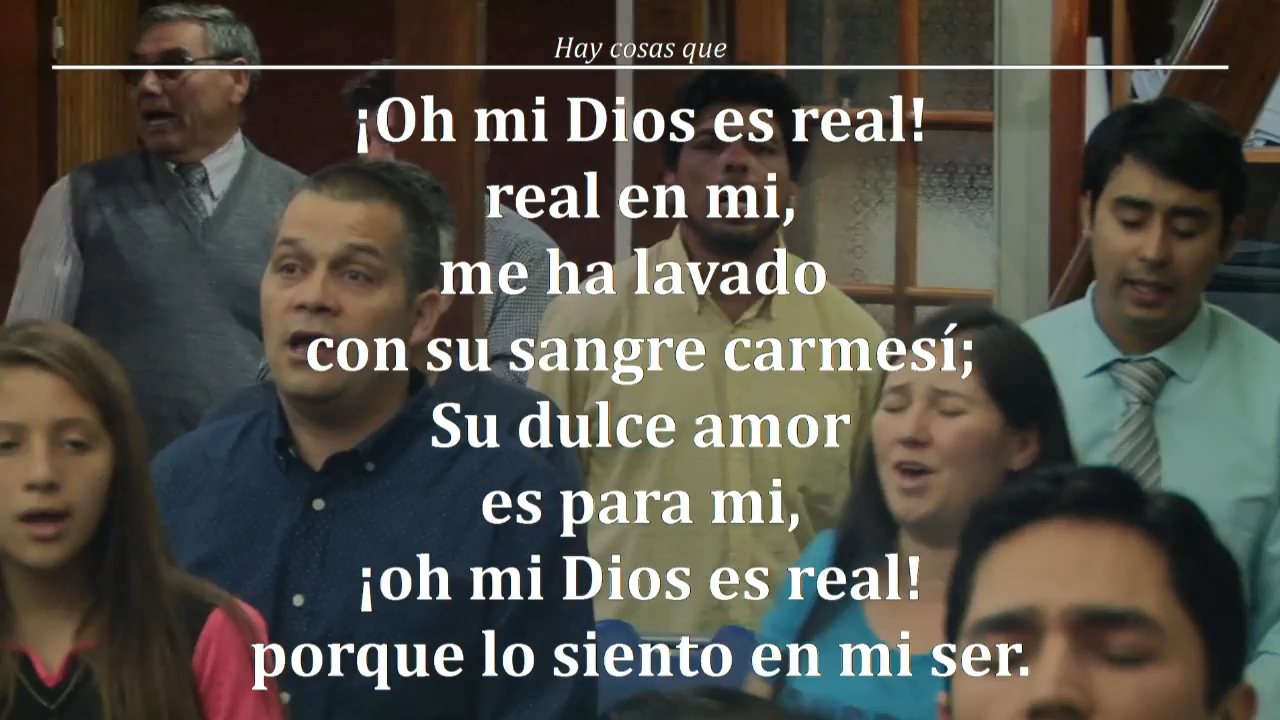 Hay cosas que
¡Oh mi Dios es real!
real en mi,
me ha lavado
con su sangre carmesí;
Su dulce amor
es para mi,
¡oh mi Dios es real!
porque lo siento en mi ser.